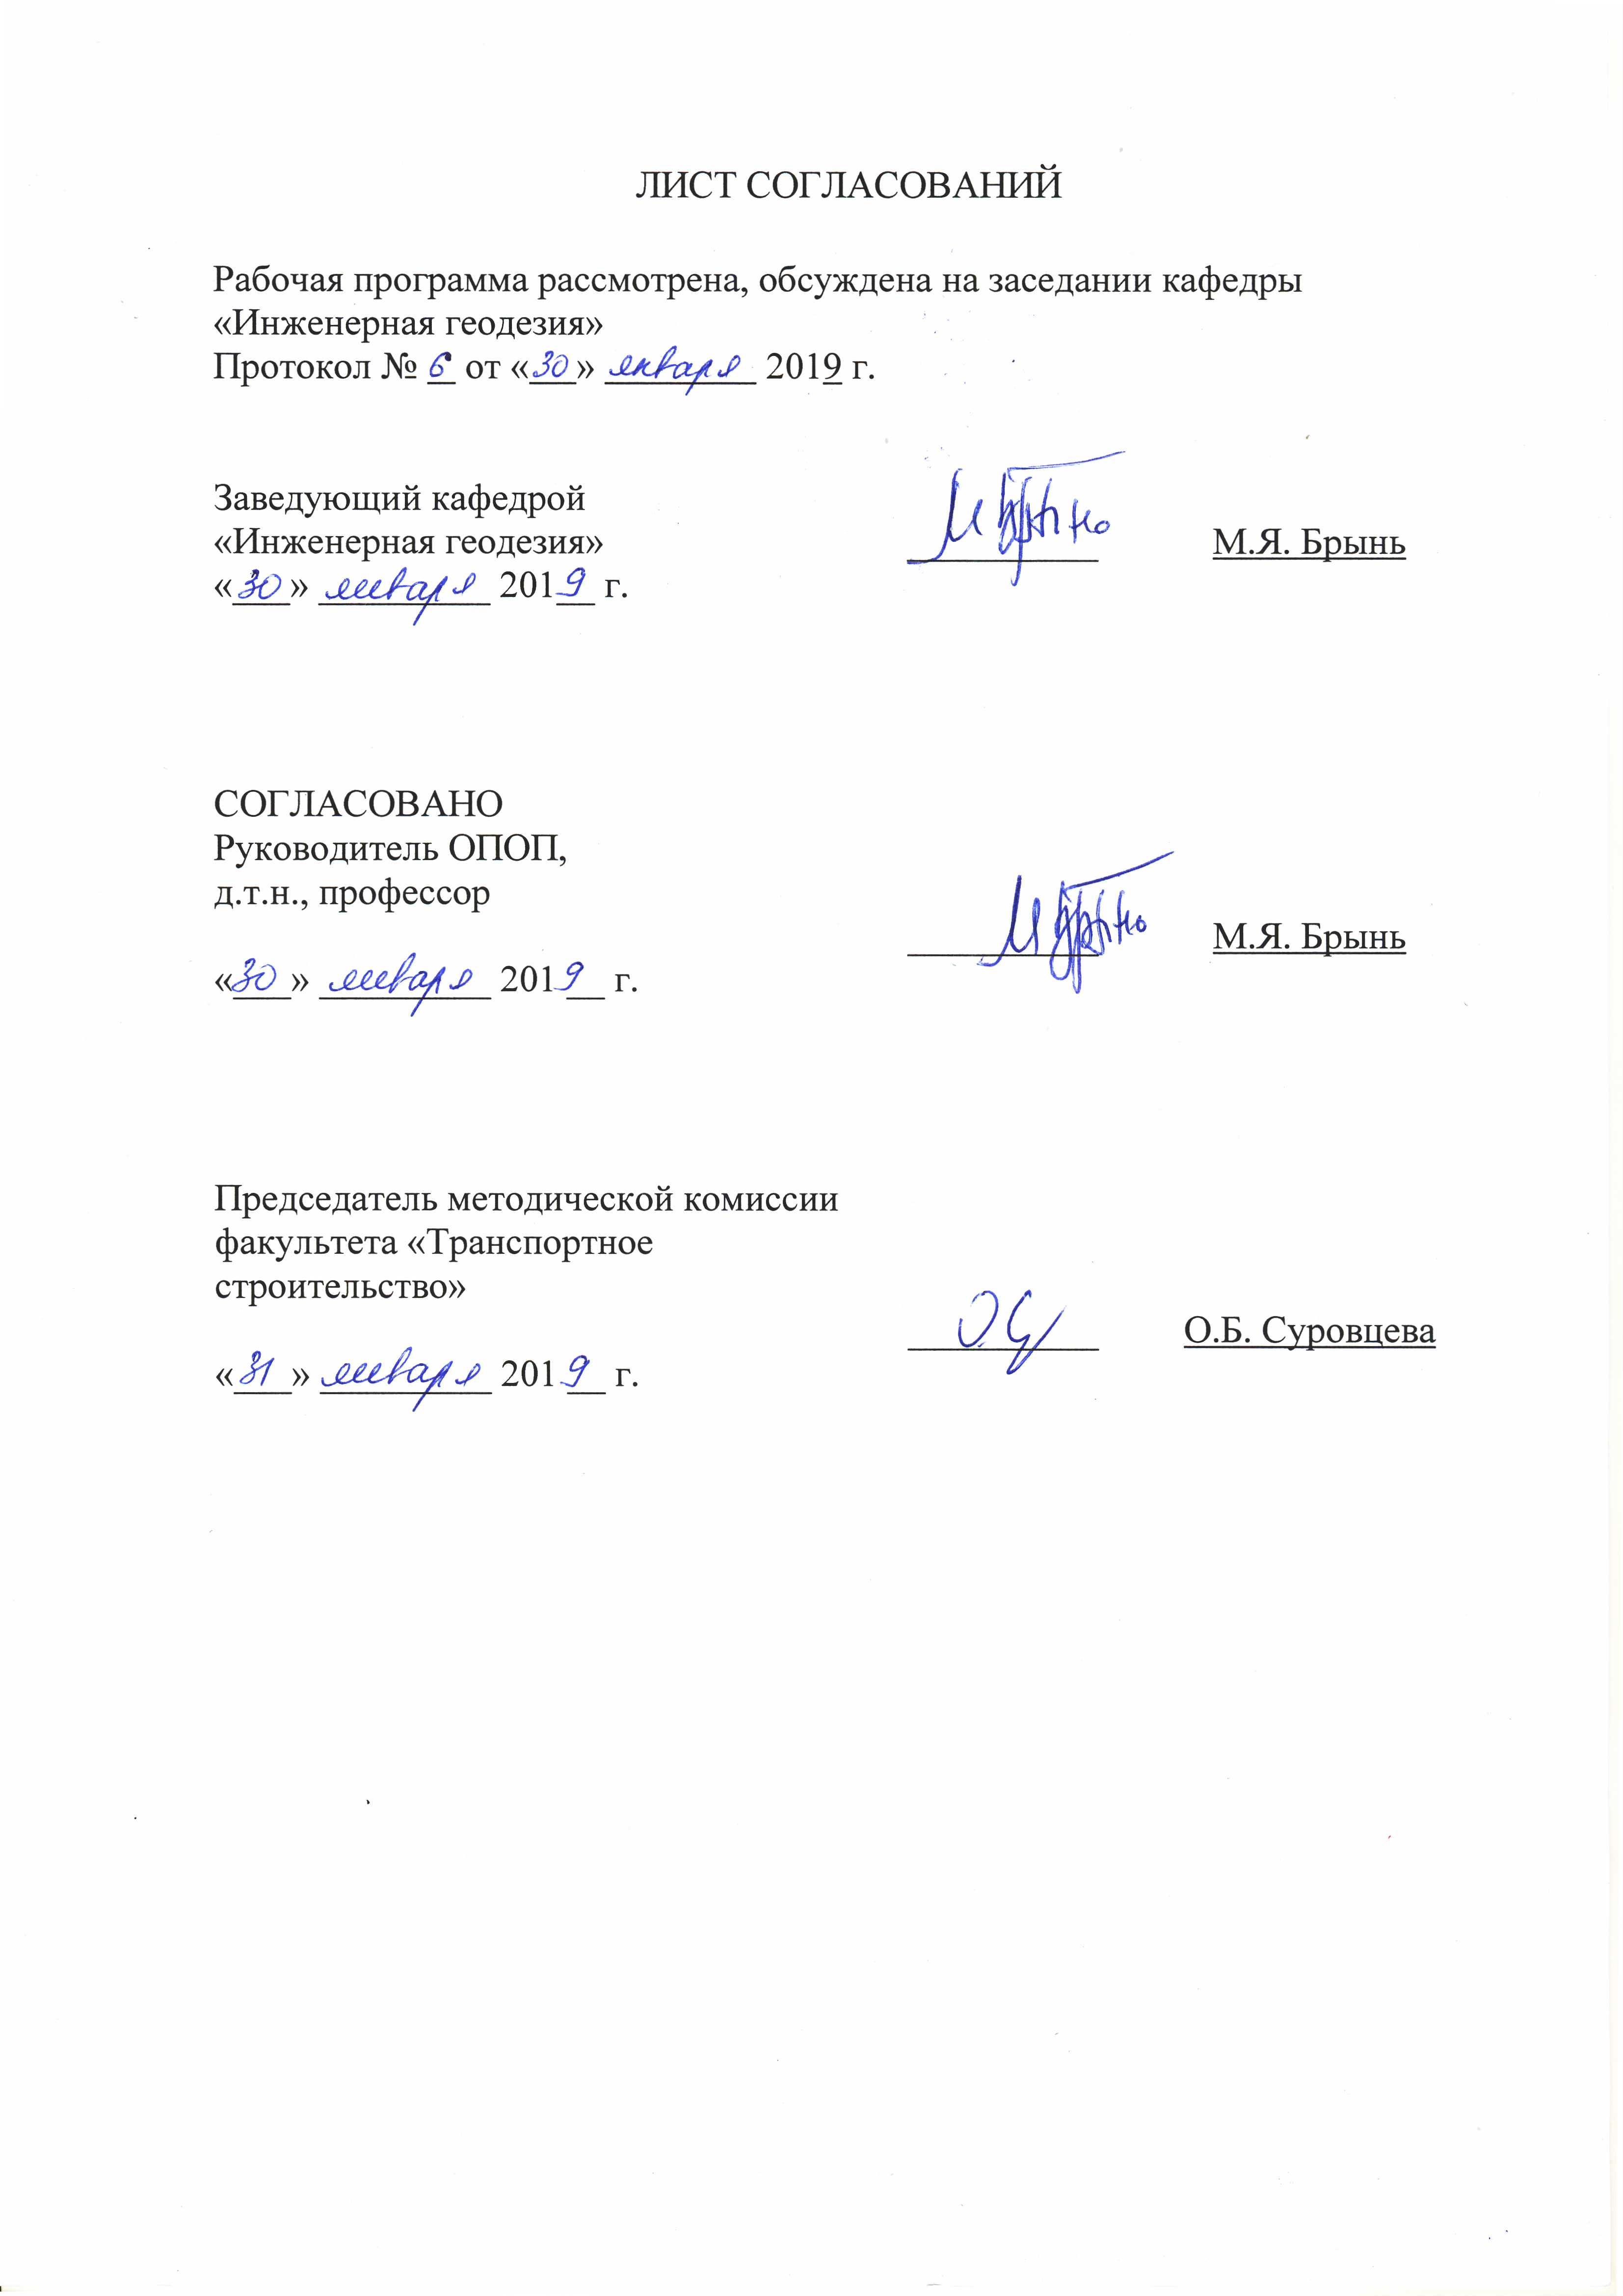 ЛИСТ СОГЛАСОВАНИЙ
Рабочая программа рассмотрена, обсуждена на заседании кафедры
«Инженерная геодезия»
Протокол № 6 от «30» января 2019 г.
Заведующий кафедрой
«Инженерная геодезия» М.Я. Брынь
«30» января 2019 г.
СОГЛАСОВАНО
Руководитель ОПОП,
д.т.н., профессор
М.Я. Брынь
«30» января 2019 г.
Председатель методической комиссии
факультета «Транспортное
строительство»
О.Б. Суровцева
«31» января 2019 г.